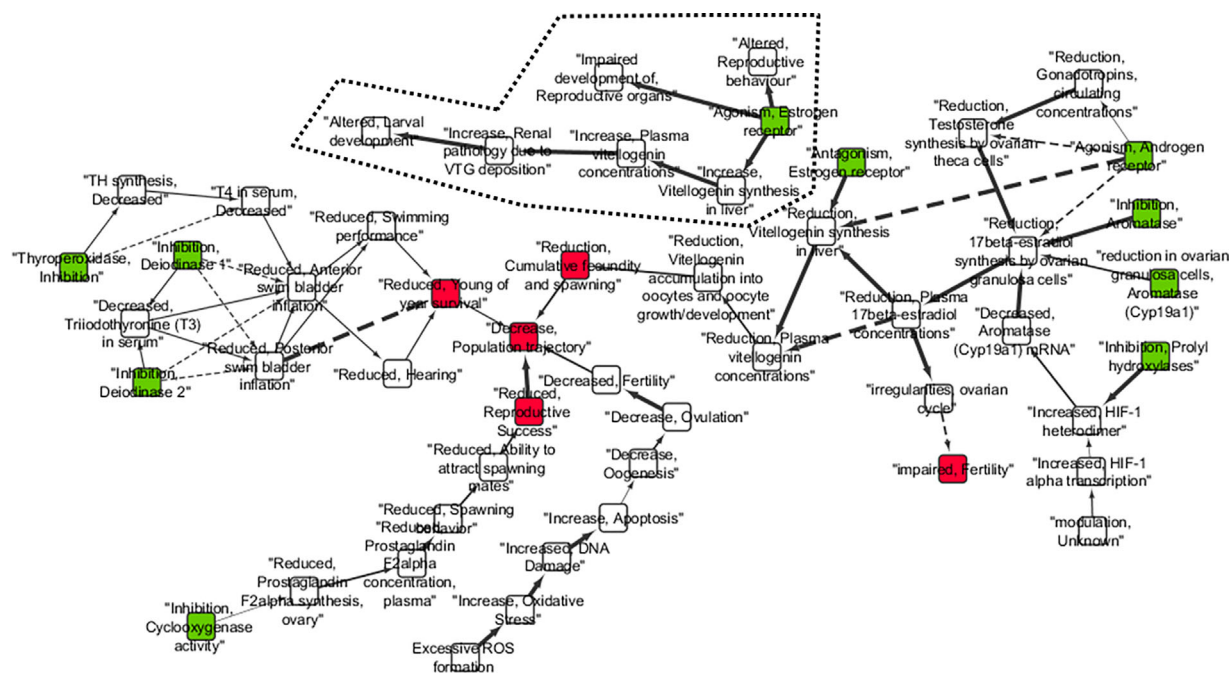 "Impaired
development of,
Reproductive organs"
"Altered,
Reproductive
behaviour"
"Agonism, Estrogen
receptor"
"Altered, Larval
development
"Increase, Renal
pathology due to
VTG deposition"
"Increase, Plasma
vitellogenin
concentrations"
"Increase,
Vitellogenin synthesis
in liver"
"Antagonism,
Estrogen receptor"
"Reduction,
Gonadotropins,
circulating
concentrations"
"Reduction,
Testosterone
synthesis by ovarian
theca cells"
"Agonism, Androgen
receptor"
"TH synthesis,
Decreased"
"T4 in serum,
Decreased"
"Reduced, Swimming
performance"
"Thyroperoxidase,
Inhibition"
"Inhibition,
Deiodinase 1"
"Reduced, Anterior
swim bladder
inflation"
"Reduced, Young of
year survival"
"Reduction,
Cumulative fecundity
and spawning"
"Reduction,
Vitellogenin
accumulation into
oocytes and oocyte
growth/development"
"Reduction,
Vitellogenin synthesis
in liver"
"Reduction,
17beta-estradiol
synthesis by ovarian
granulosa cells"
"Inhibition,
Aromatase"
"reduction in ovarian
granulosa cells,
Aromatase
(Cyp19a1)"
"Decreased,
Triiodothyronine (T3)
in serum"
"Reduced, Posterior
swim bladder
inflation"
"Inhibition,
Deiodinase 2"
"Reduced, Hearing"
"Decrease,
Population trajectory"
"Reduction, Plasma
vitellogenin
concentrations"
"Reduction, Plasma
17beta-estradiol
concentrations"
"Decreased,
Aromatase
(Cyp19a1) mRNA"
"Inhibition, Prolyl
hydroxylases"
"Decreased, Fertility"
"Reduced,
Reproductive
Success"
"Decrease, Ovulation"
"irregularities, ovarian
cycle"
"Increased, HIF-1
heterodimer"
"Reduced, Ability to
attract spawning
mates"
"Decrease,
Oogenesis"
"impaired, Fertility"
"Increased, HIF-1
alpha transcription"
"Reduced, Spawning
behavior"
"Increase, Apoptosis"
"modulation,
Unknown"
"Reduced,
Prostaglandin
F2alpha
concentration,
plasma"
"Increased, DNA
Damage"
"Reduced,
Prostaglandin
F2alpha synthesis,
ovary"
"Increase, Oxidative
Stress"
"Inhibition,
Cyclooxygenase
activity"
Excessive ROS
formation